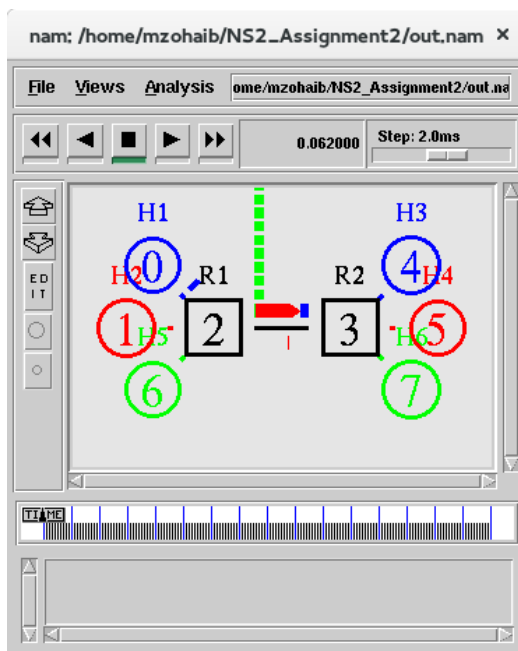 nam: /home/mzohaib/NS2_Assignment2/out.nam ×
File Views Analysis ome/mzohaib/NS2_Assignment2/out.na
0.062000 Step: 2.0ms
H1 H3
0 4
H2 R1 R2 H4
1 2 3 5
H5 H6
6 7
ED
IT
TIME